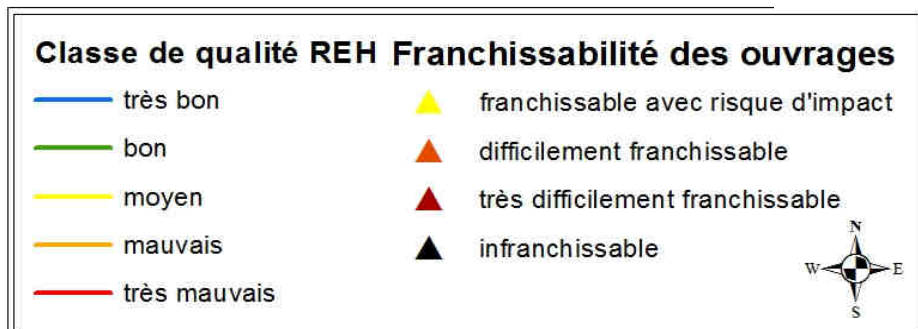 Classe de qualité REH
très bon
bon
moyen
mauvais
très mauvais
Franchissabilité des ouvrages
franchissable avec risque d'impact
difficilement franchissable
très difficilement franchissable
infranchissable
N
W E
S